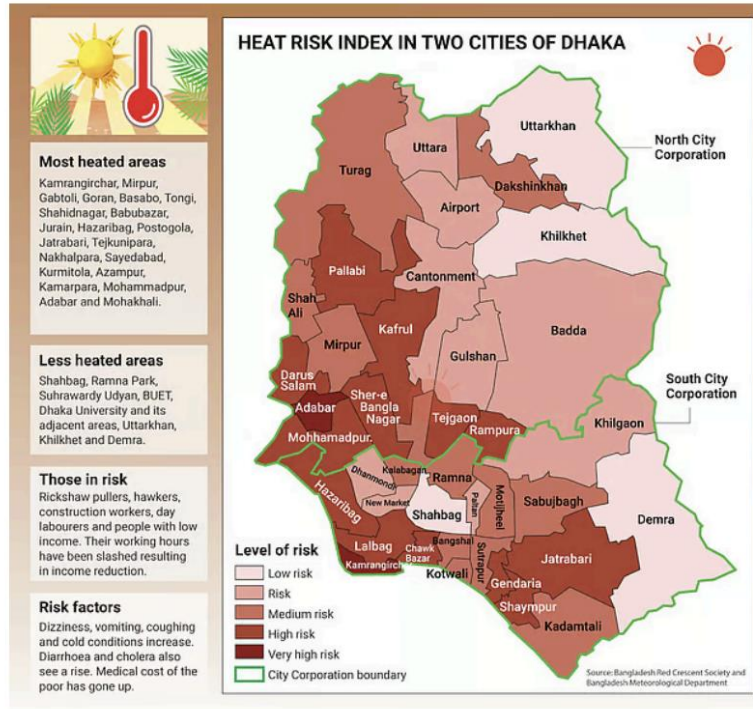 HEAT RISK INDEX IN TWO CITIES OF DHAKA
Most heated areas
Kamrangirchar, Mirpur,
Gabtoli, Goran, Basabo, Tongi,
Shahidnagar, Babubazar,
Jurain, Hazaribag, Postogola,
Jatrabari, Tejkunipara,
Nakhalpara, Sayedabad,
Kurmitola, Azampur,
Kamarpara, Mohammadpur,
Adabar and Mohakhali.
Less heated areas
Shahbag, Ramna Park,
Suhrawardy Udyan, BUET,
Dhaka University and its
adjacent areas, Uttarkhan,
Khilkhet and Demra.
Those in risk
Rickshaw pullers, hawkers,
construction workers, day
labourers and people with low
income. Their working hours
have been slashed resulting
in income reduction.
Risk factors
Dizziness, vomiting, coughing
and cold conditions increase.
Diarrhoea and cholera also
see a rise. Medical cost of the
poor has gone up.
Uttarkhan
North City
Corporation
Uttara
Turag
Dakshinkhan
Airport
Khilkhet
Pallabi
Cantonment
Shah
Ali
Kafrul
Badda
Mirpur
Gulshan
Darus
Salam
Sher-e
Bangla
Nagar
Adabar
South City
Corporation
Tejgaon
Rampura
Khilgaon
Mohhamadpur.
Kalabagan
Dhanmondi
Ramna
Hazaribag
New Market
Paltan
Motijheel
Sabujbagh
Shahbag
Demra
Lalbag
Chawk
Bazar
Bangshal
Sutrapur
Jatrabari
Kamrangirchar
Kotwali
Gendaria
Shaympur
Kadamtali
Level of risk
Low risk
Risk
Medium risk
High risk
Very high risk
City Corporation boundary
Source: Bangladesh Red Crescent Society and
Bangladesh Meteorological Department